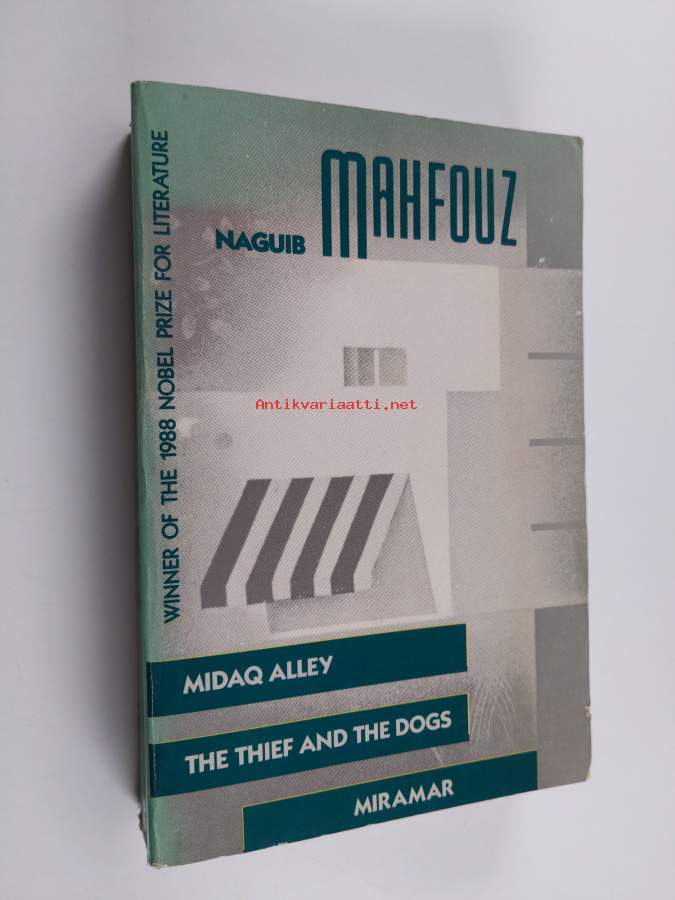 WINNER OF THE 1988 NOBEL PRIZE FOR LITERATURE
NAGUIB MAHFOUZ
Antikvariaatti.net
MIDAQ ALLEY
THE THIEF AND THE DOGS
MIRAMAR